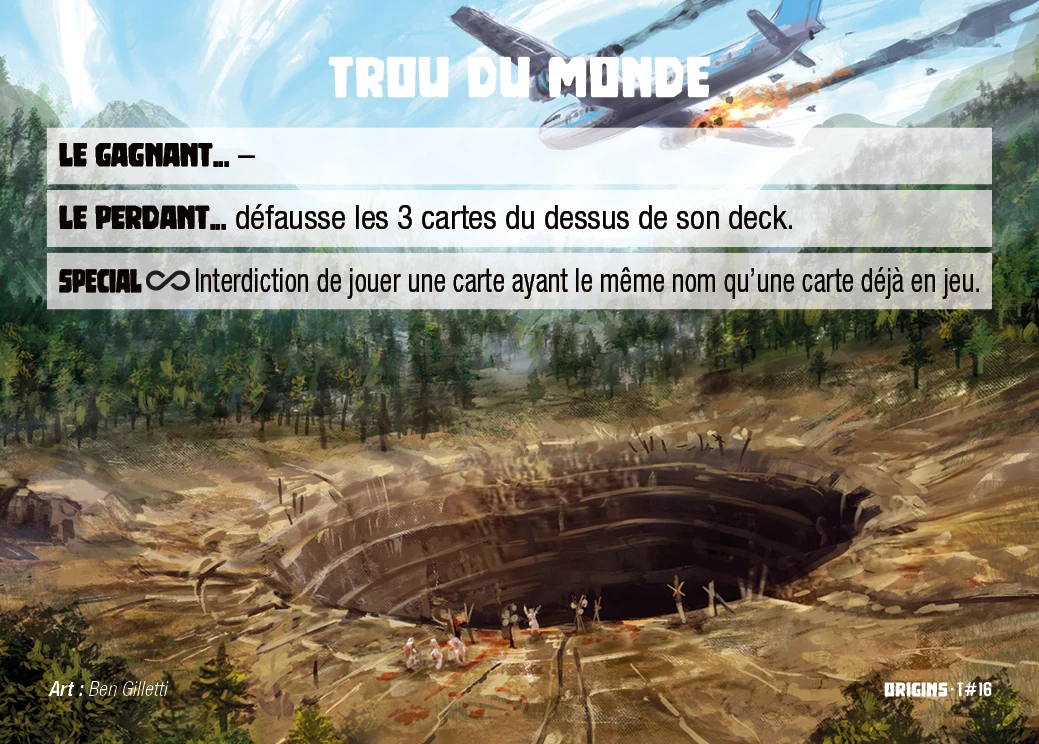 TROU DU MONDE
LE GAGNANT... –
LE PERDANT... défausse les 3 cartes du dessus de son deck.
SPECIAL ∞ Interdiction de jouer une carte ayant le même nom qu'une carte déjà en jeu.
Art : Ben Gilletti
ORIGINS · T#16